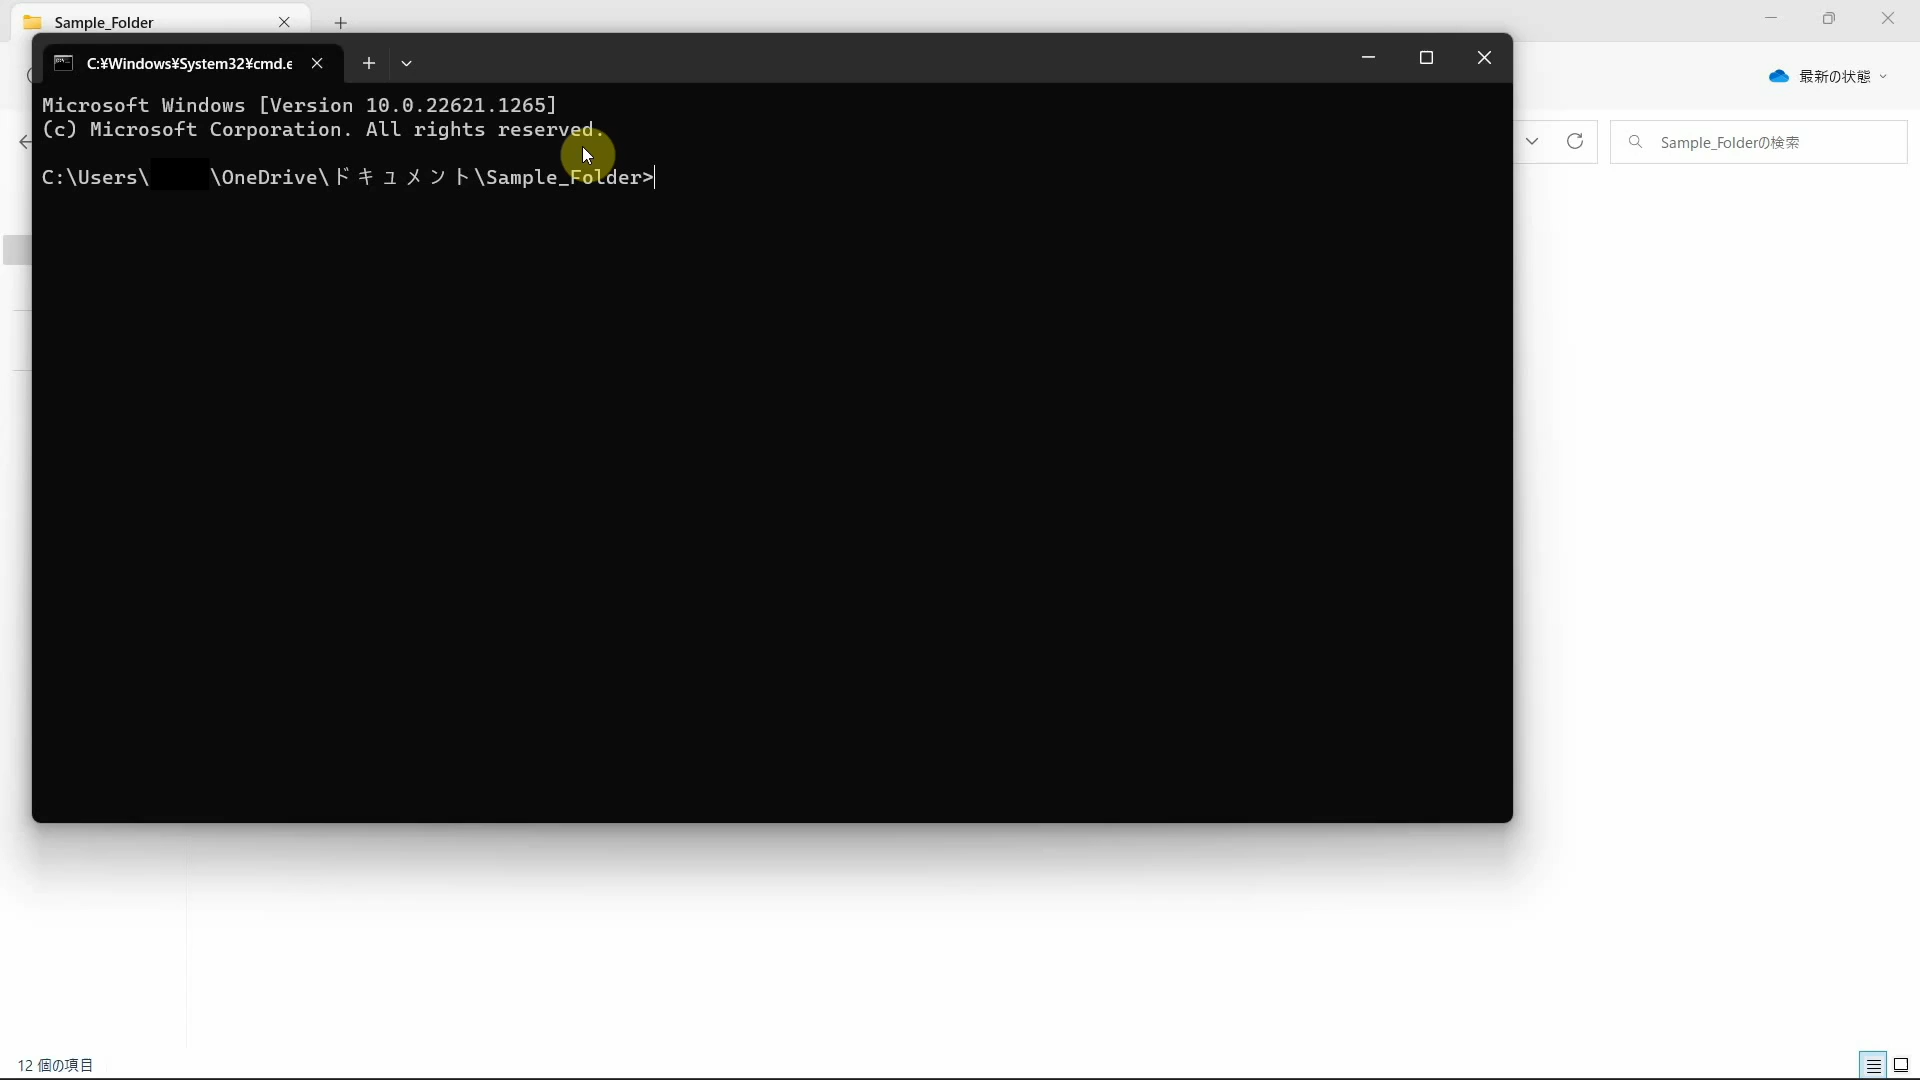 Sample_Folder
C:¥Windows¥System32¥cmd.e
最新の状態
Microsoft Windows [Version 10.0.22621.1265]
(c) Microsoft Corporation. All rights reserved.
Sample_Folderの検索
C:\Users\ \OneDrive\ドキュメント\Sample_Folder>
12 個の項目